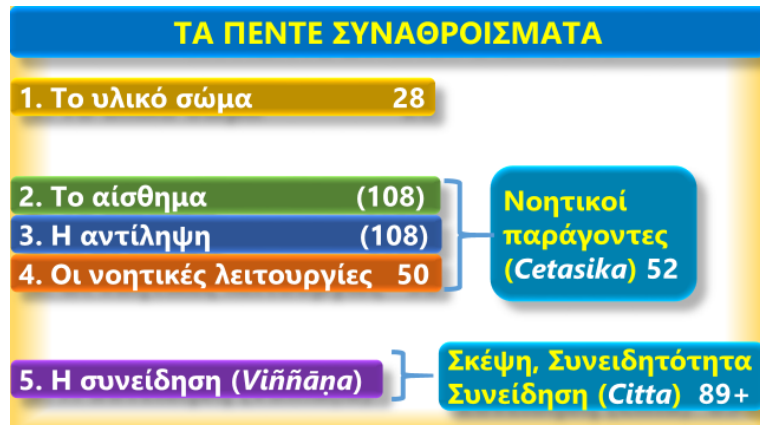 ΤΑ ΠΕΝΤΕ ΣΥΝΑΘΡΟΙΣΜΑΤΑ
1. Το υλικό σώμα 28
2. Το αίσθημα (108)
3. Η αντίληψη (108)
4. Οι νοητικές λειτουργίες 50
Νοητικοί
παράγοντες
(Cetasika) 52
5. Η συνείδηση (Viññāṇa)
Σκέψη, Συνειδητότητα
Συνείδηση (Citta) 89+